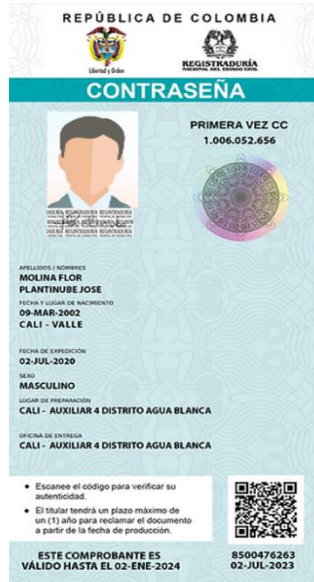 REPÚBLICA DE COLOMBIA
Libertad y Orden
REGISTRADURÍA
NACIONAL DEL ESTADO CIVIL
CONTRASEÑA
PRIMERA VEZ CC
1.006.052.656
APELLIDOS / NOMBRES
MOLINA FLOR
PLANTINUBE JOSE
FECHA Y LUGAR DE NACIMIENTO
09-MAR-2002
CALI - VALLE
FECHA DE EXPEDICIÓN
02-JUL-2020
SEXO
MASCULINO
LUGAR DE PREPARACIÓN
CALI - AUXILIAR 4 DISTRITO AGUA BLANCA
OFICINA DE ENTREGA
CALI - AUXILIAR 4 DISTRITO AGUA BLANCA
• Escanee el código para verificar su
autenticidad.
• El titular tendrá un plazo máximo de
un (1) año para reclamar el documento
a partir de la fecha de producción.
ESTE COMPROBANTE ES
VÁLIDO HASTA EL 02-ENE-2024
8500476263
02-JUL-2023